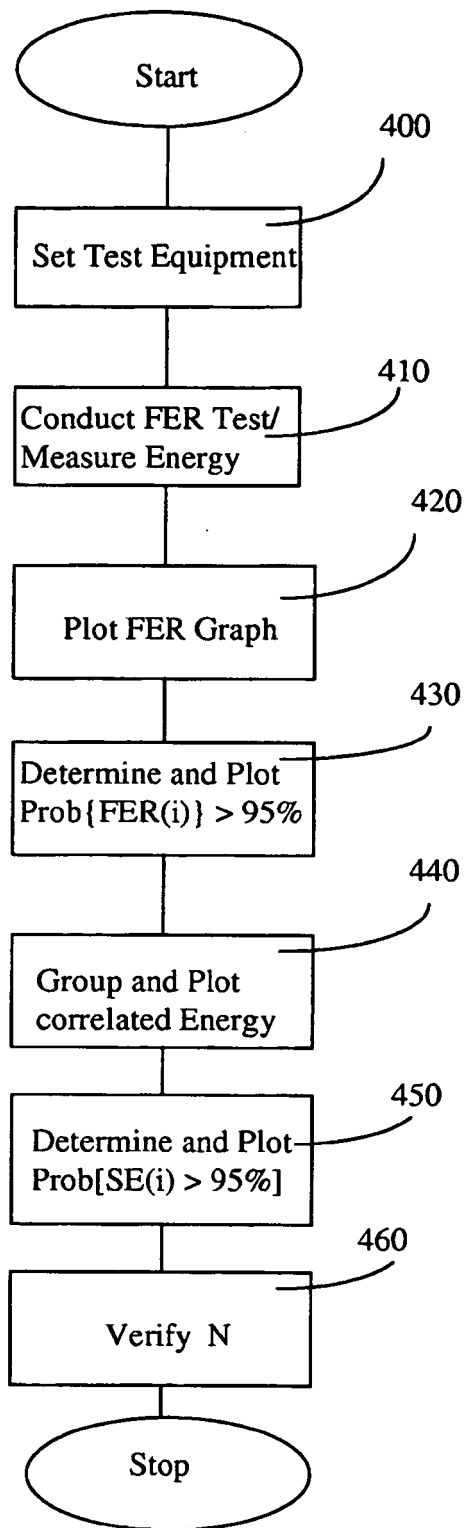 Start
400
Set Test Equipment
410
Conduct FER Test/
Measure Energy
420
Plot FER Graph
430
Determine and Plot
Prob{FER(i)} > 95%
440
Group and Plot
correlated Energy
450
Determine and Plot
Prob[SE(i) > 95%]
460
Verify N
Stop